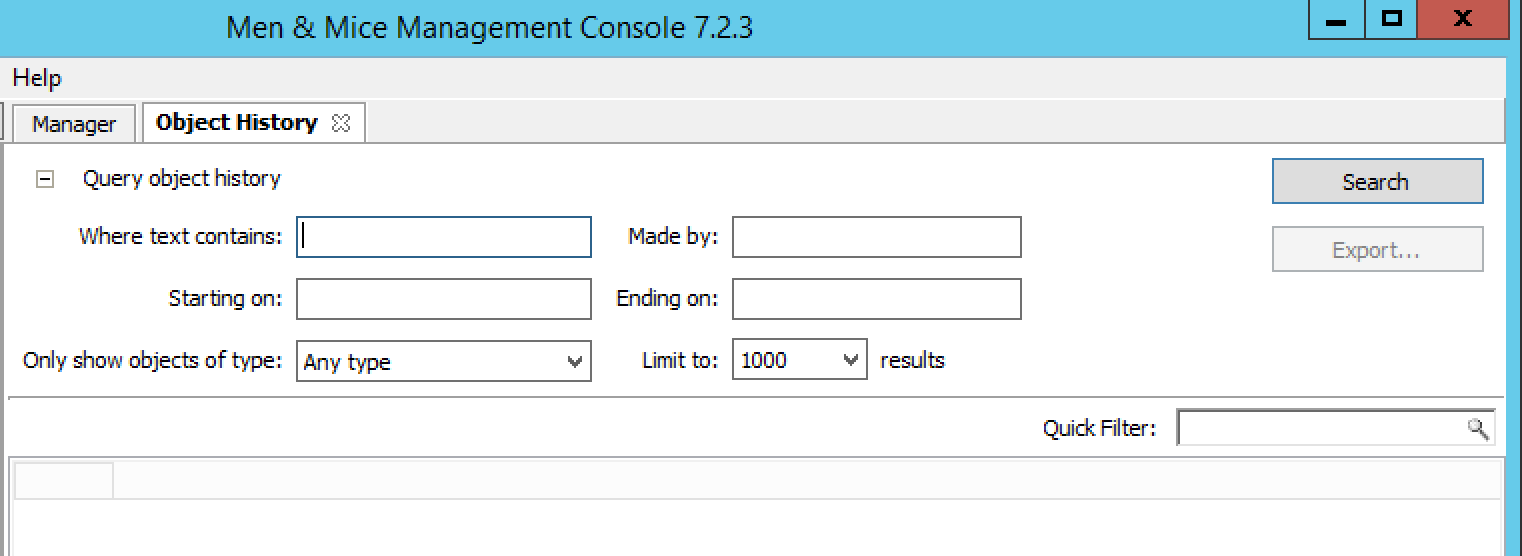 Men & Mice Management Console 7.2.3
Help
Manager Object History
Query object history Search
Where text contains: Made by:
Export...
Starting on: Ending on:
Only show objects of type: Any type Limit to: 1000 results
Quick Filter: